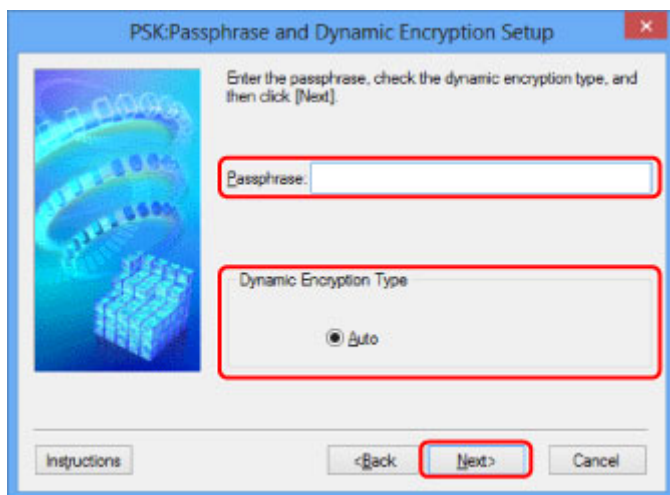 PSK:Passphrase and Dynamic Encryption Setup
Enter the passphrase, check the dynamic encryption type, and
then click [Next].
Passphrase:
Dynamic Encryption Type
Auto
Instructions
<Back
Next>
Cancel